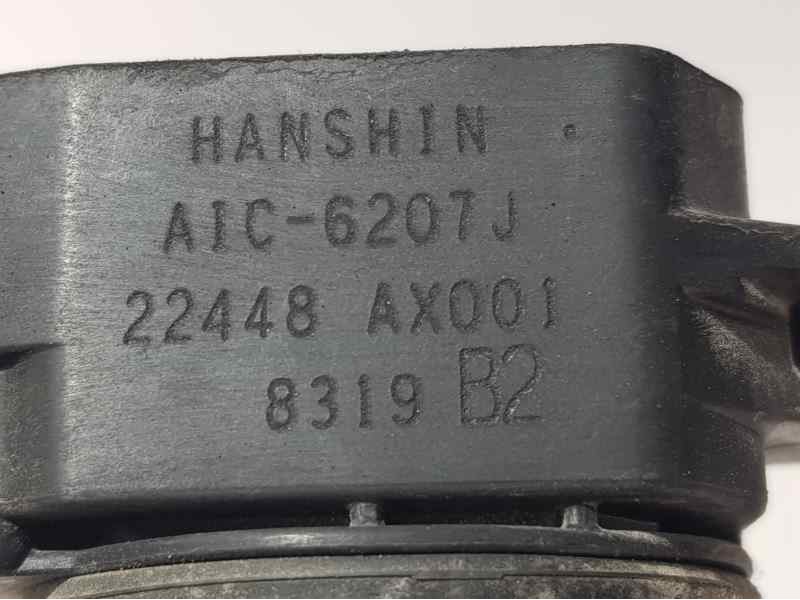 HANSHIN
AIC-6207J
22448 AX001
8319 B2